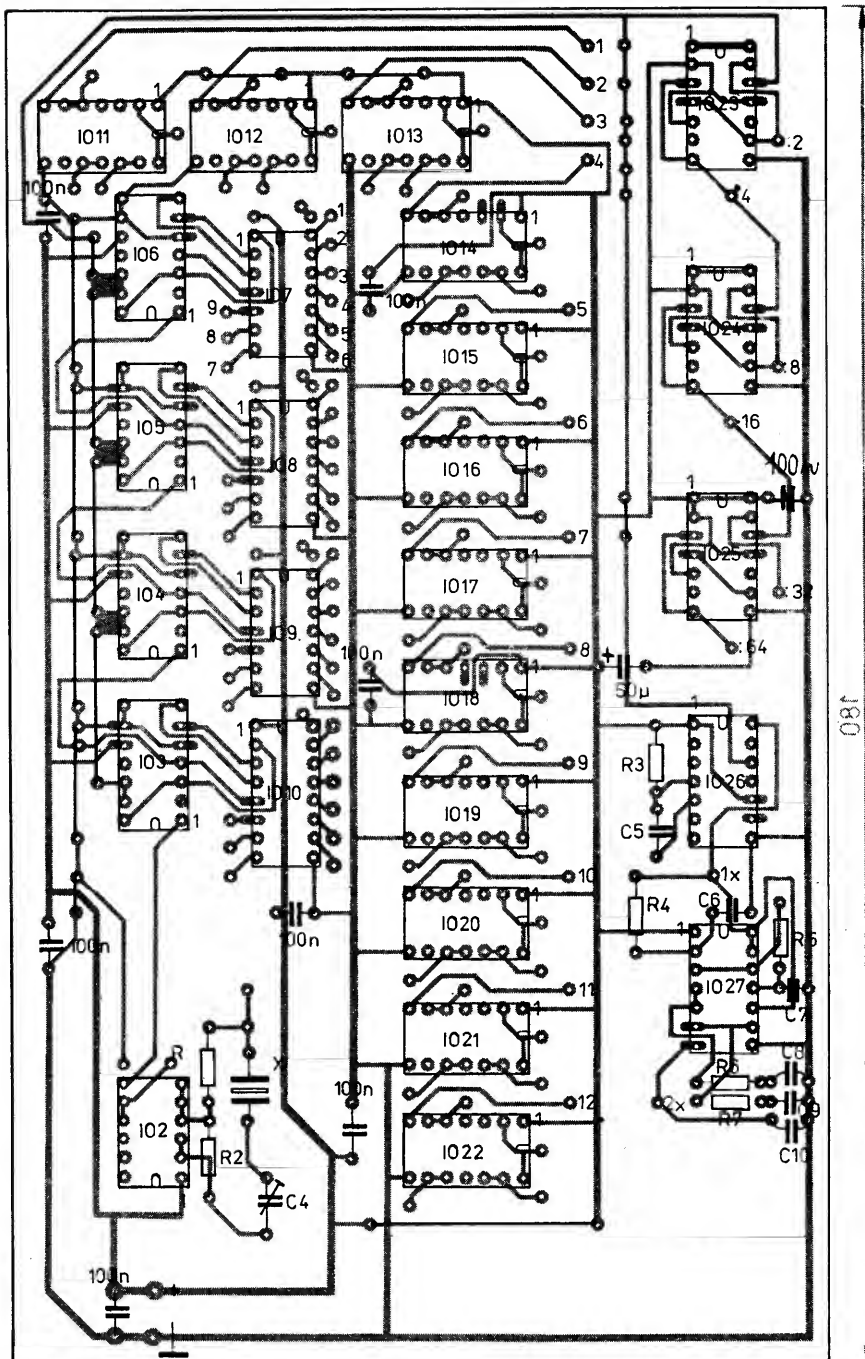 1
2
3
4
1 1 1
IO11 IO12 IO13
IO23
:2
:4
100n
IO6
IO7
1
2
3
4
5
6
9
8
7
IO14
100n
5
IO24
:8
IO15
6
:16
IO5
IO8
IO16
7
100µ
IO25
IO17
:32
IO4
IO9
8
:64
100n
IO18
+
50µ
9
R3
IO26
IO3
IO10
IO19
C5
10
1x
R4
C6
100n
100n
IO20
R5
IO27
11
C7
IO21
R
X
C8
100n
R6
12
2x
R7
IO2
R2
IO22
C10
C4
100n
+
180